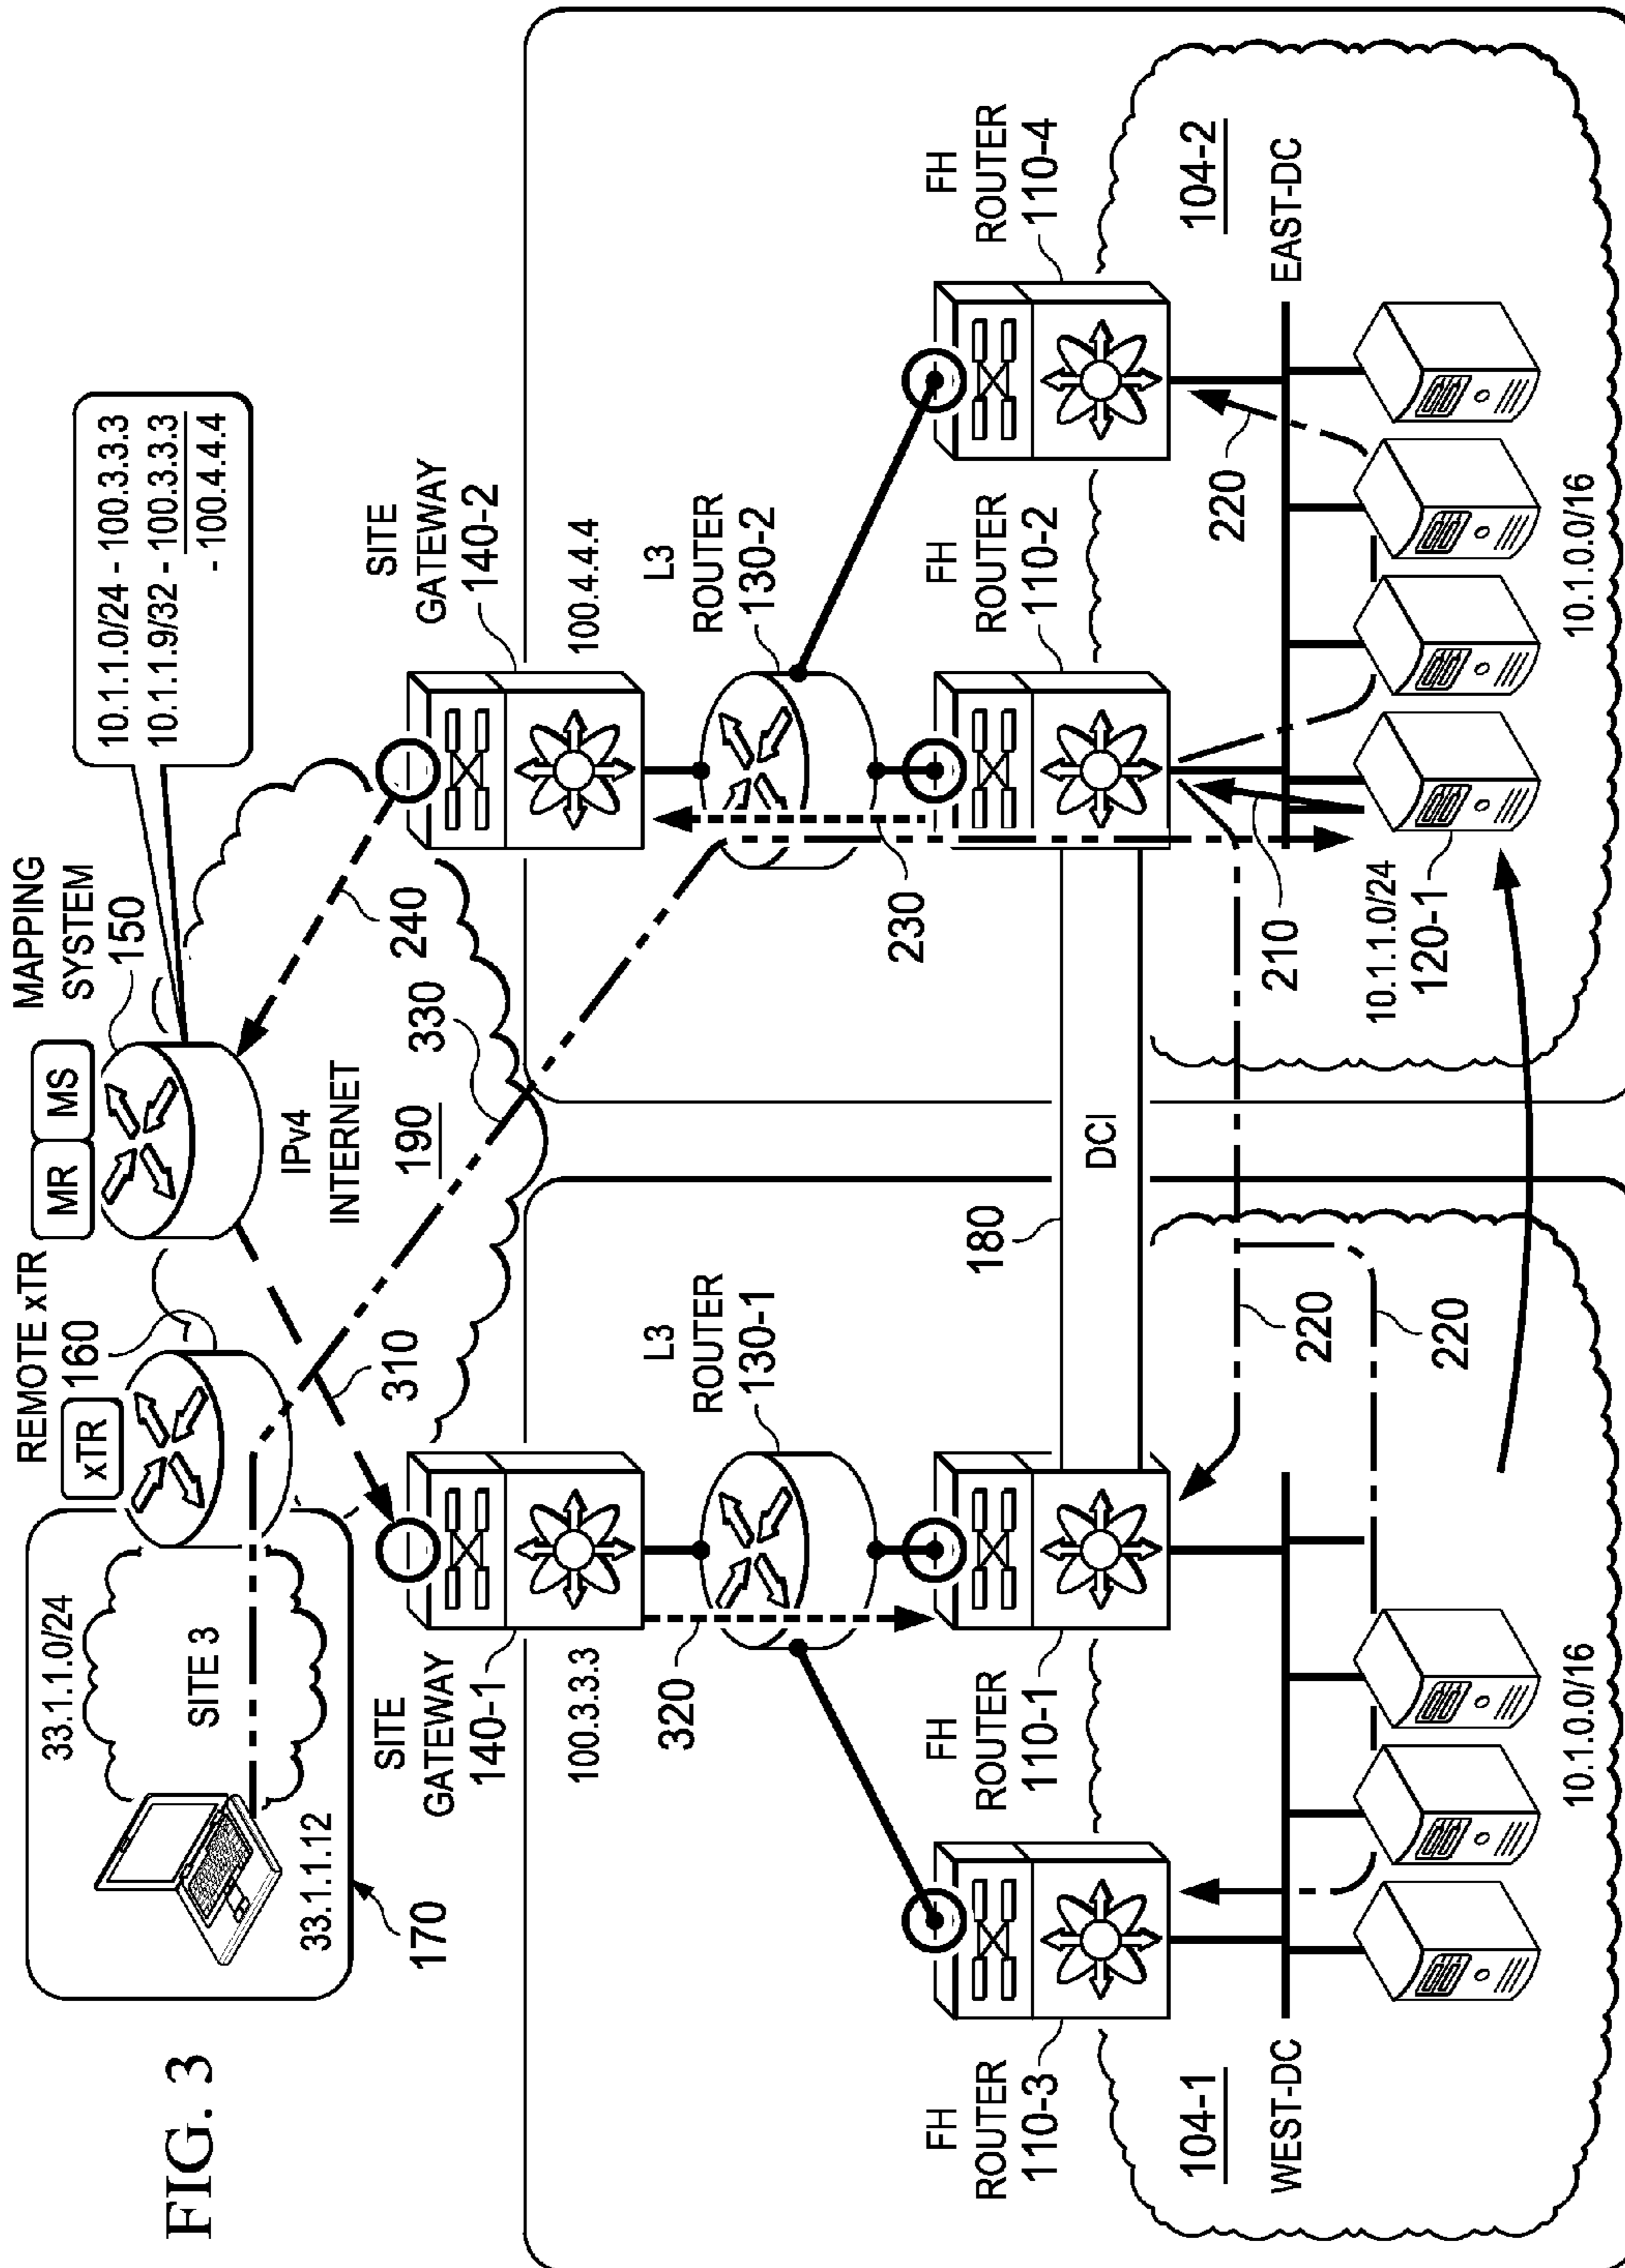 FIG. 3
33.1.1.0/24
SITE 3
33.1.1.12
170
REMOTE xTR
160
xTR
MR
MS
MAPPING
SYSTEM
150
10.1.1.0/24 - 100.3.3.3
10.1.1.9/32 - 100.3.3.3
- 100.4.4.4
IPv4
INTERNET
190
240
310
330
SITE
GATEWAY
140-1
100.3.3.3
SITE
GATEWAY
140-2
100.4.4.4
320
L3
ROUTER
130-1
L3
ROUTER
130-2
230
FH
ROUTER
110-3
FH
ROUTER
110-1
180
DCI
FH
ROUTER
110-2
FH
ROUTER
110-4
104-1
WEST-DC
220
220
210
220
104-2
EAST-DC
10.1.1.0/24
120-1
10.1.0.0/16
10.1.0.0/16